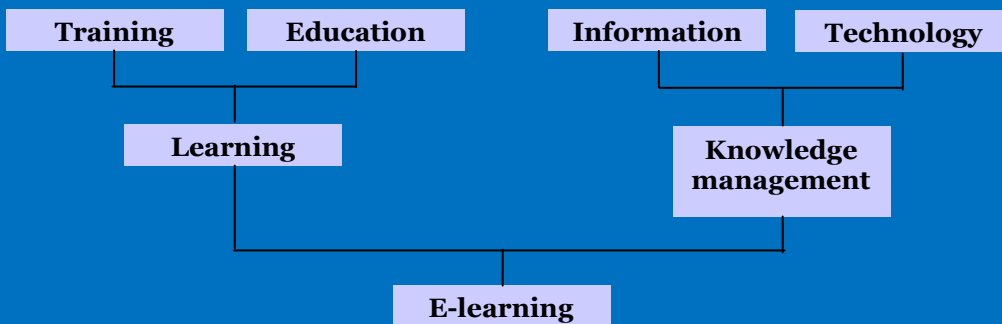 Training
Education
Information
Technology
Learning
Knowledge
management
E-learning